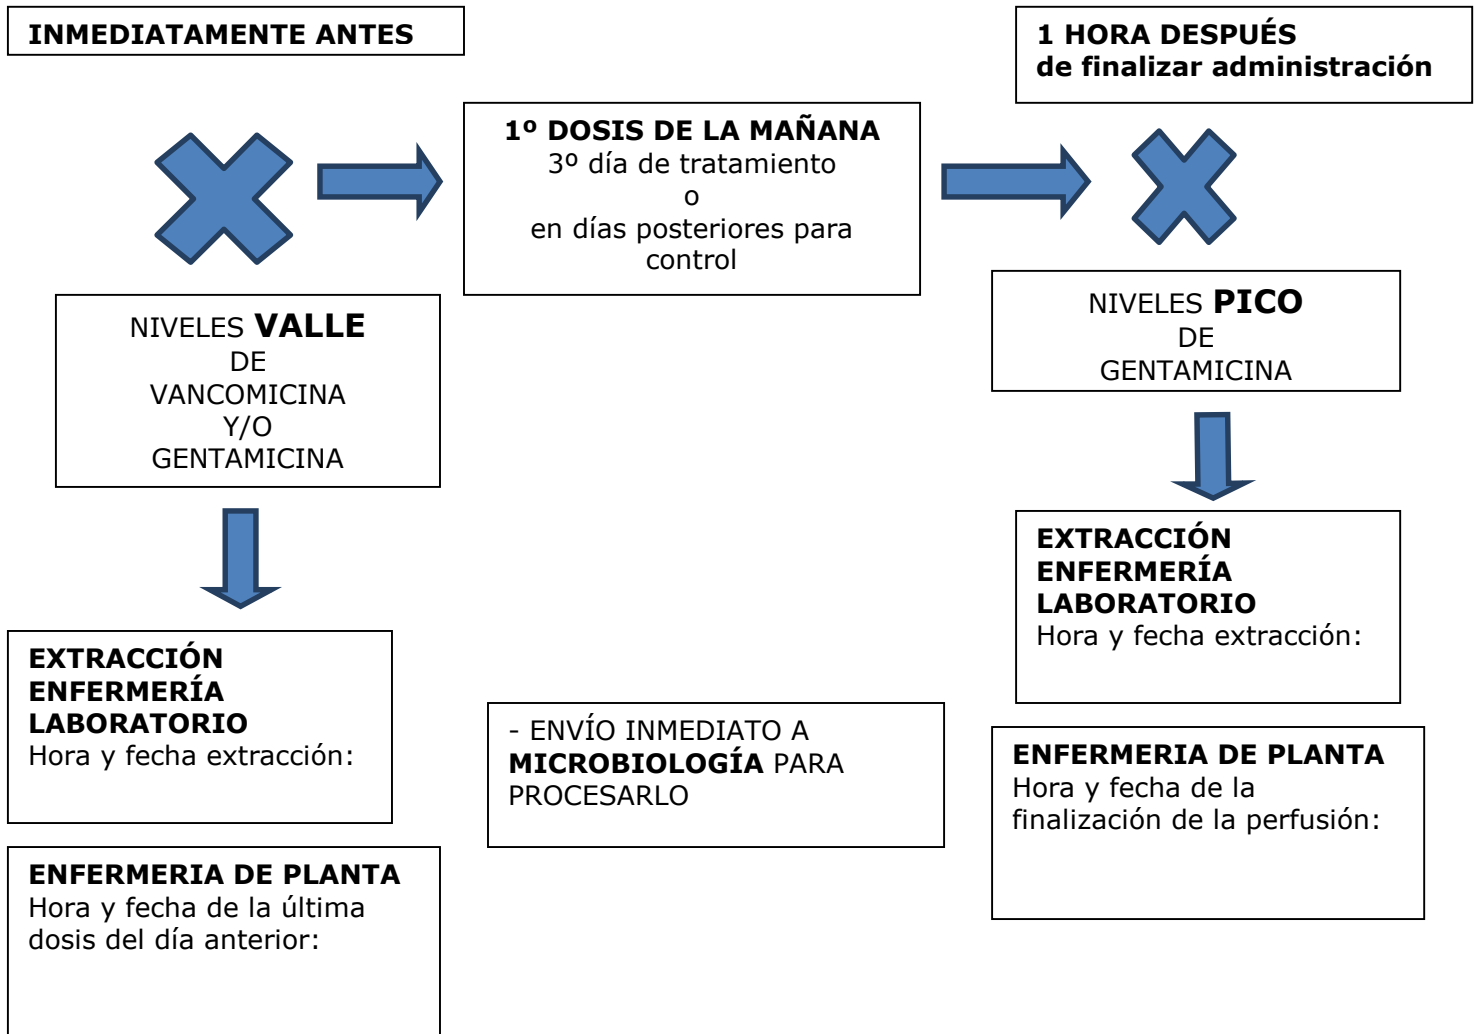 INMEDIATAMENTE ANTES
1 HORA DESPUÉS
de finalizar administración
1º DOSIS DE LA MAÑANA
3º día de tratamiento
o
en días posteriores para
control
NIVELES VALLE
DE
VANCOMICINA
Y/O
GENTAMICINA
NIVELES PICO
DE
GENTAMICINA
EXTRACCIÓN
ENFERMERÍA
LABORATORIO
Hora y fecha extracción:
EXTRACCIÓN
ENFERMERÍA
LABORATORIO
Hora y fecha extracción:
- ENVÍO INMEDIATO A
MICROBIOLOGÍA PARA
PROCESARLO
ENFERMERIA DE PLANTA
Hora y fecha de la
finalización de la perfusión:
ENFERMERIA DE PLANTA
Hora y fecha de la última
dosis del día anterior: